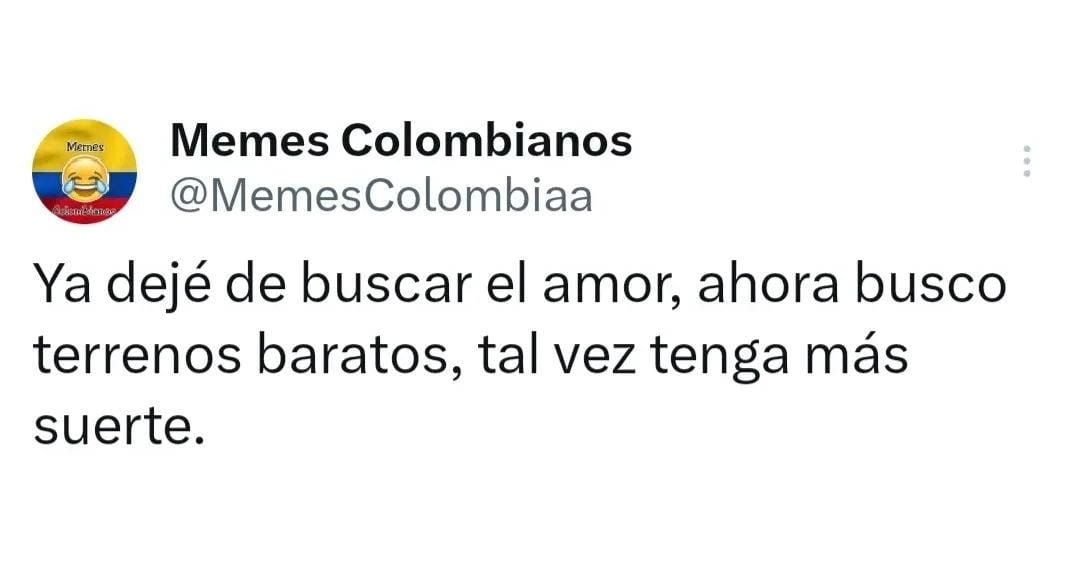 Memes
Colombianos
Memes Colombianos
@MemesColombiaa
Ya dejé de buscar el amor, ahora busco
terrenos baratos, tal vez tenga más
suerte.